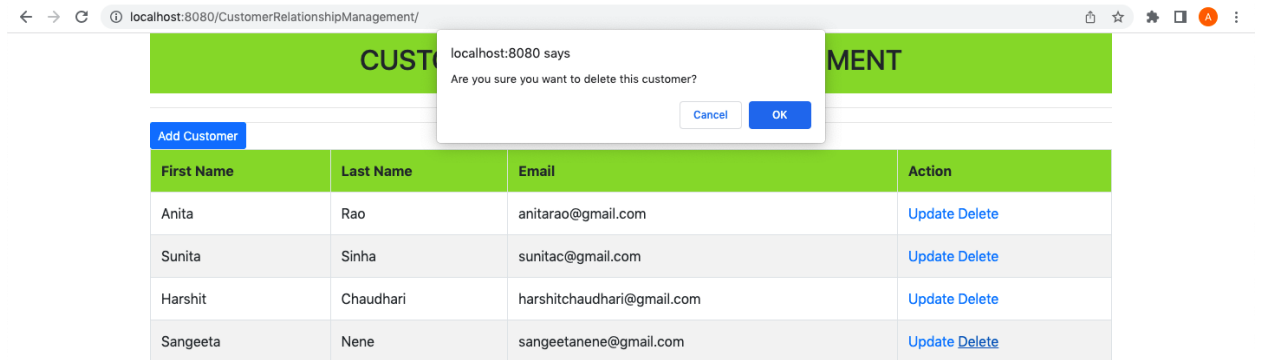 localhost:8080/CustomerRelationshipManagement/
A
localhost:8080 says
Are you sure you want to delete this customer?
Cancel OK
MENT
Add Customer
First Name Last Name Email Action
Anita Rao anitarao@gmail.com Update Delete
Sunita Sinha sunitac@gmail.com Update Delete
Harshit Chaudhari harshitchaudhari@gmail.com Update Delete
Sangeeta Nene sangeetanene@gmail.com Update Delete